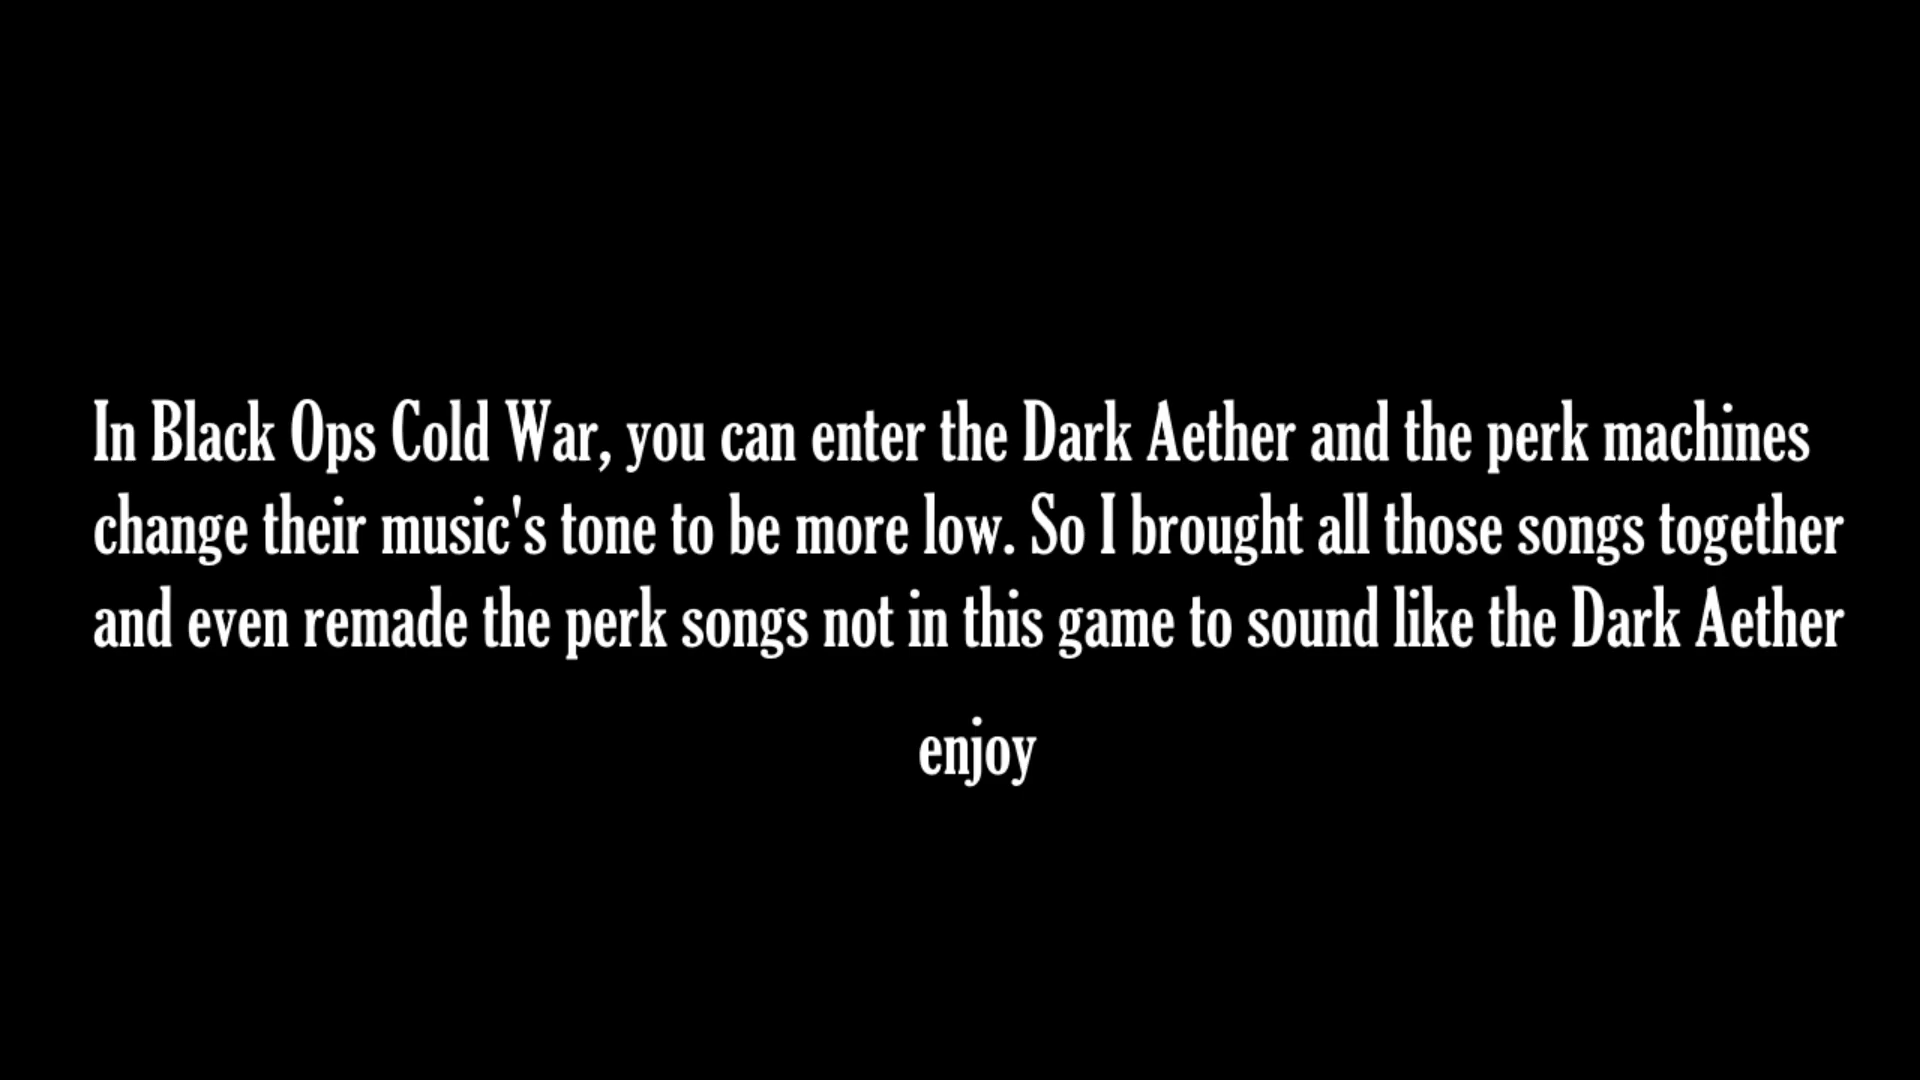 In Black Ops Cold War, you can enter the Dark Aether and the perk machines
change their music's tone to be more low. So I brought all those songs together
and even remade the perk songs not in this game to sound like the Dark Aether
enjoy